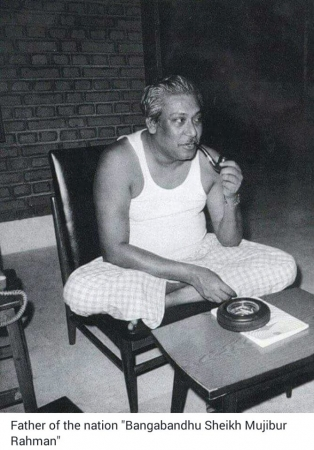 Father of the nation "Bangabandhu Sheikh Mujibur
Rahman"